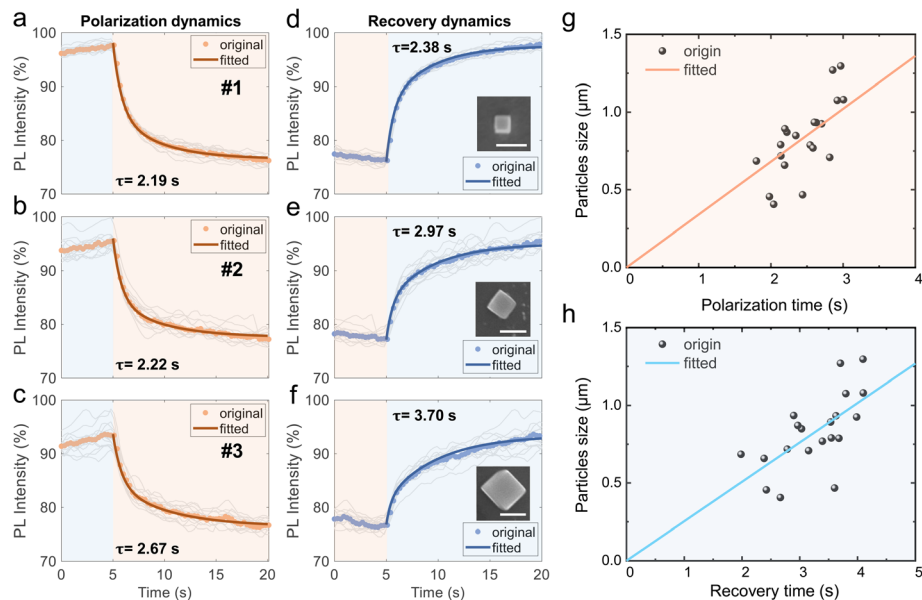 a
Polarization dynamics
100
90
80
70
PL Intensity (%)
original
fitted
#1
τ= 2.19 s
d
Recovery dynamics
100
90
80
70
PL Intensity (%)
τ=2.38 s
original
fitted
b
100
90
80
70
PL Intensity (%)
original
fitted
#2
τ= 2.22 s
e
100
90
80
70
PL Intensity (%)
τ= 2.97 s
original
fitted
c
100
90
80
70
PL Intensity (%)
original
fitted
#3
τ= 2.67 s
0 5 10 15 20
Time (s)
f
100
90
80
70
PL Intensity (%)
τ= 3.70 s
original
fitted
0 5 10 15 20
Time (s)
g
1.5
1.0
0.5
0.0
Particles size (μm)
origin
fitted
0 1 2 3 4
Polarization time (s)
h
1.5
1.0
0.5
0.0
Particles size (μm)
origin
fitted
0 1 2 3 4 5
Recovery time (s)